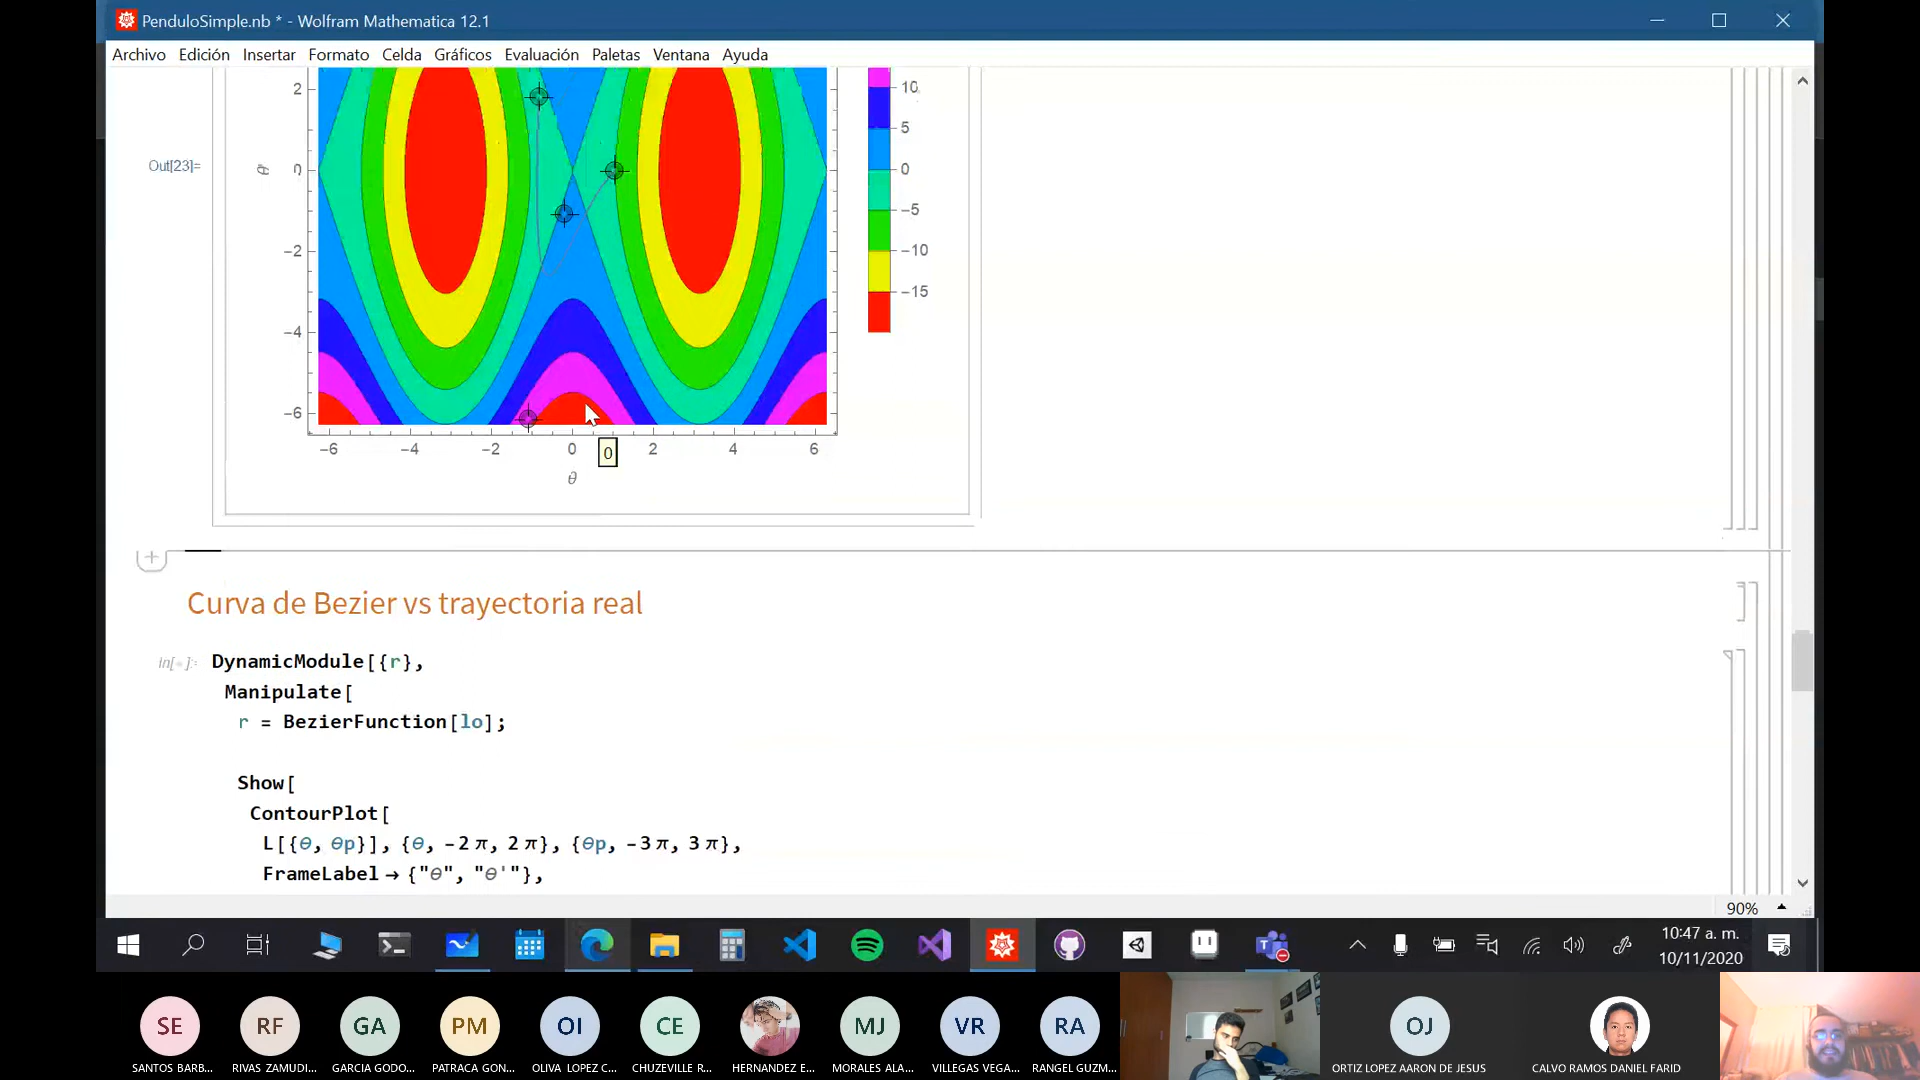 PenduloSimple.nb * - Wolfram Mathematica 12.1
Archivo Edición Insertar Formato Celda Gráficos Evaluación Paletas Ventana Ayuda
2
0
-2
-4
-6
-6 -4 -2 0 2 4 6
θ
0
10
5
0
-5
-10
-15
Out[23]=
Curva de Bezier vs trayectoria real
DynamicModule[{r},
Manipulate[
r = BezierFunction[lo];
Show[
ContourPlot[
L[{θ, θp}], {θ, -2 π, 2 π}, {θp, -3 π, 3 π},
FrameLabel → {"θ", "θ'"},
90%
10:47 a. m.
10/11/2020
SE RF GA PM OI CE MJ VR RA OJ
SANTOS BARB... RIVAS ZAMUDI... GARCIA GODO... PATRACA GON... OLIVA LOPEZ C... CHUZEVILLE R... HERNANDEZ E... MORALES ALA... VILLEGAS VEGA... RANGEL GUZM... ORTIZ LOPEZ AARON DE JESUS CALVO RAMOS DANIEL FARID